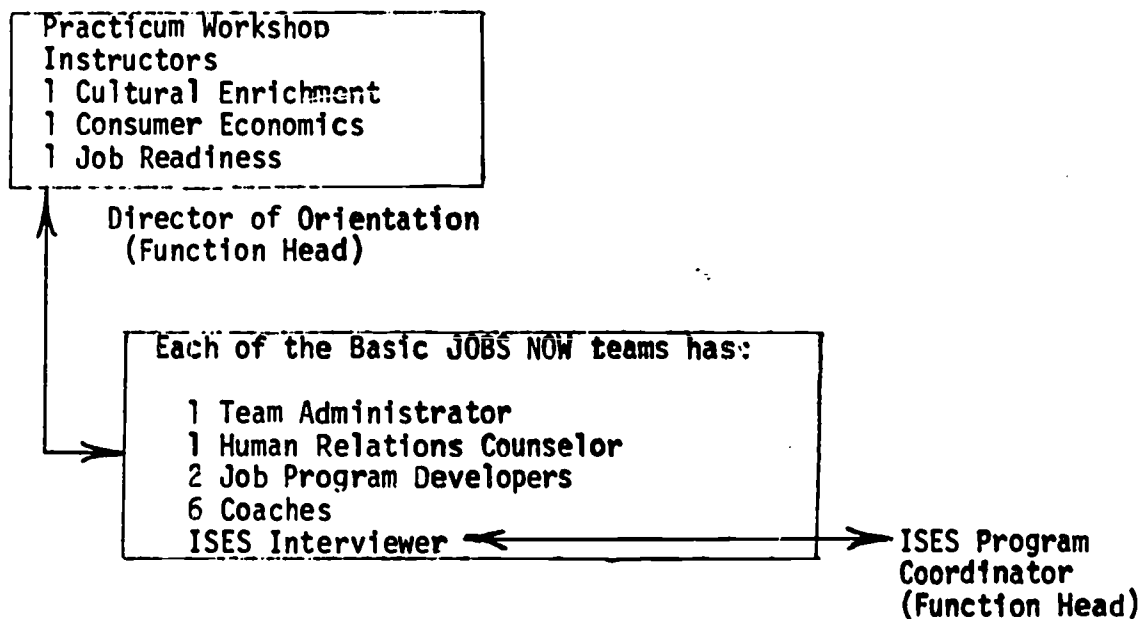 Practicum Workshop
Instructors
1 Cultural Enrichment
1 Consumer Economics
1 Job Readiness
Director of Orientation
(Function Head)
Each of the Basic JOBS NOW teams has:
1 Team Administrator
1 Human Relations Counselor
2 Job Program Developers
6 Coaches
ISES Interviewer
ISES Program
Coordinator
(Function Head)